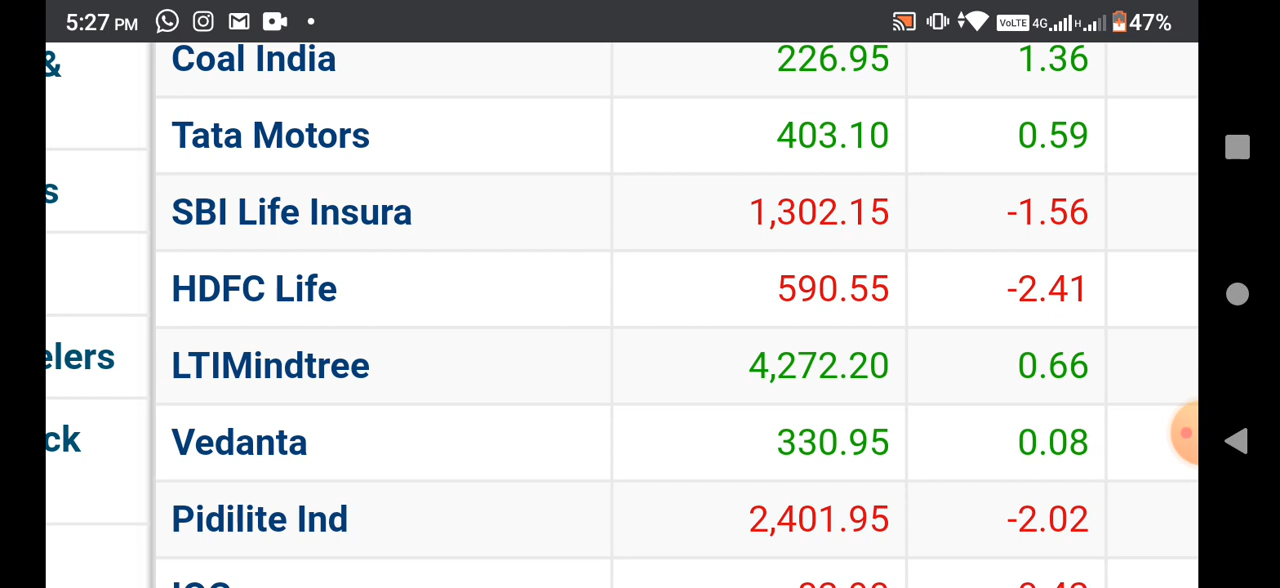 5:27 PM VoLTE 4G H 47%
& Coal India 226.95 1.36
Tata Motors 403.10 0.59
s SBI Life Insura 1,302.15 -1.56
HDFC Life 590.55 -2.41
elers LTIMindtree 4,272.20 0.66
ck Vedanta 330.95 0.08
Pidilite Ind 2,401.95 -2.02